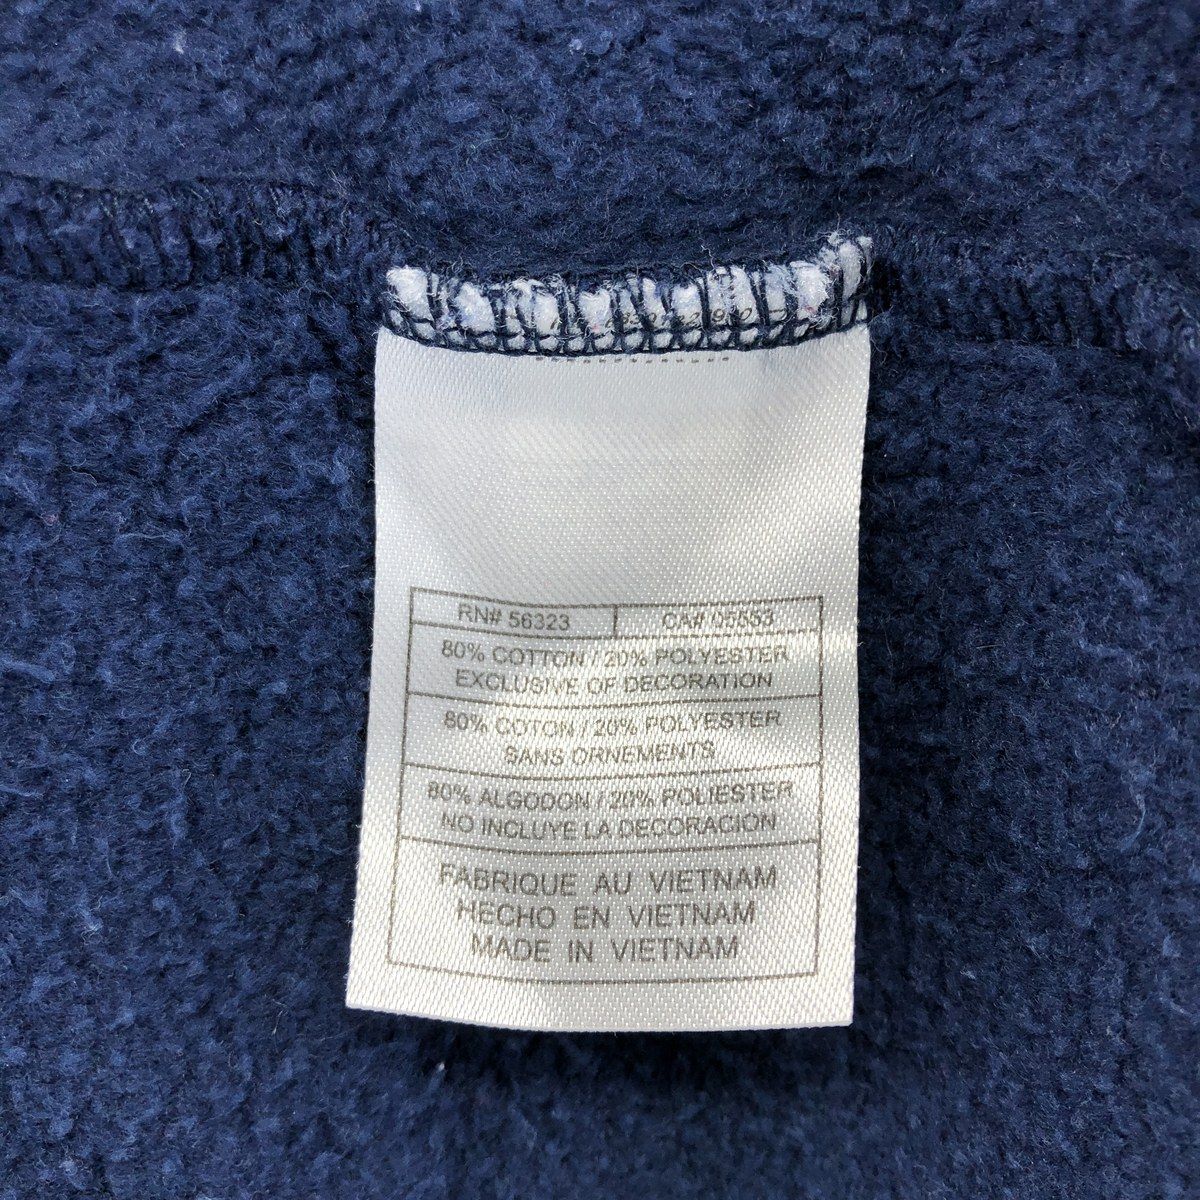 RN# 56323 CA# 05553
80% COTTON / 20% POLYESTER
EXCLUSIVE OF DECORATION
80% COTON / 20% POLYESTER
SANS ORNEMENTS
80% ALGODON / 20% POLIESTER
NO INCLUYE LA DECORACION
FABRIQUE AU VIETNAM
HECHO EN VIETNAM
MADE IN VIETNAM